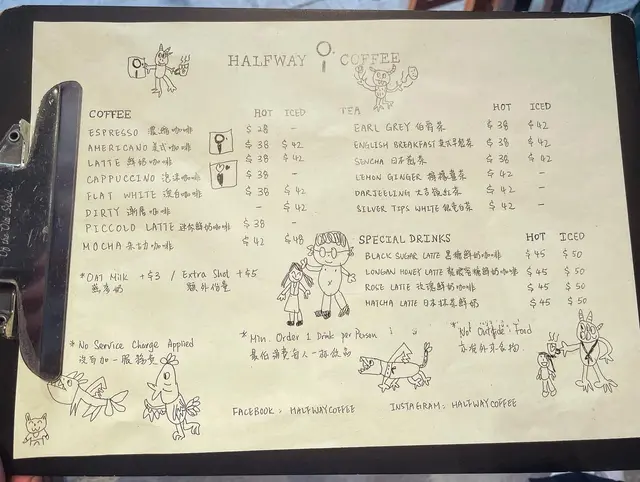 HALFWAY COFFEE
COFFEE HOT ICED
ESPRESSO 濃縮咖啡 $28 -
AMERICANO 美式咖啡 $38 $42
LATTE 鮮奶咖啡 $38 $42
CAPPUCCINO 泡沫咖啡
FLAT WHITE 澳白咖啡 $38 $42
DIRTY 咖啡 - $42
PICCOLO LATTE 迷你鮮奶咖啡 $38 -
MOCHA 朱古力咖啡 $42 $48
*OAT Milk +$3 / Extra Shot +$5
燕麥奶 額外份量
TEA HOT ICED
EARL GREY 伯爵茶 $38 $42
ENGLISH BREAKFAST 英式早餐茶 $38 $42
SENCHA 日本煎茶 $38 $42
LEMON GINGER 檸檬薑茶 $42 -
DARJEELING 大吉嶺紅茶 $42 -
SILVER TIPS WHITE 銀毫白茶 $42 -
SPECIAL DRINKS HOT ICED
BLACK SUGAR LATTE 黑糖鮮奶咖啡 $45 $50
LONGAN HONEY LATTE 龍眼蜜糖鮮奶咖啡 $45 $50
ROSE LATTE 玫瑰鮮奶咖啡 $45 $50
MATCHA LATTE 日本抹茶鮮奶 $45 $50
*No Service Charge Applied
沒有加一服務費
*Min. Order 1 Drink per Person
最低消費每人一杯飲品
*No Outside Food
FACEBOOK: HALFWAYCOFFEE
INSTAGRAM: HALFWAYCOFFEE